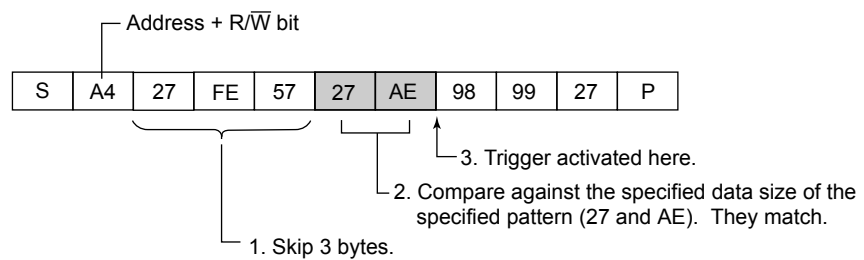 Address + R/W̅ bit
S A4 27 FE 57 27 AE 98 99 27 P
3. Trigger activated here.
2. Compare against the specified data size of the
specified pattern (27 and AE). They match.
1. Skip 3 bytes.